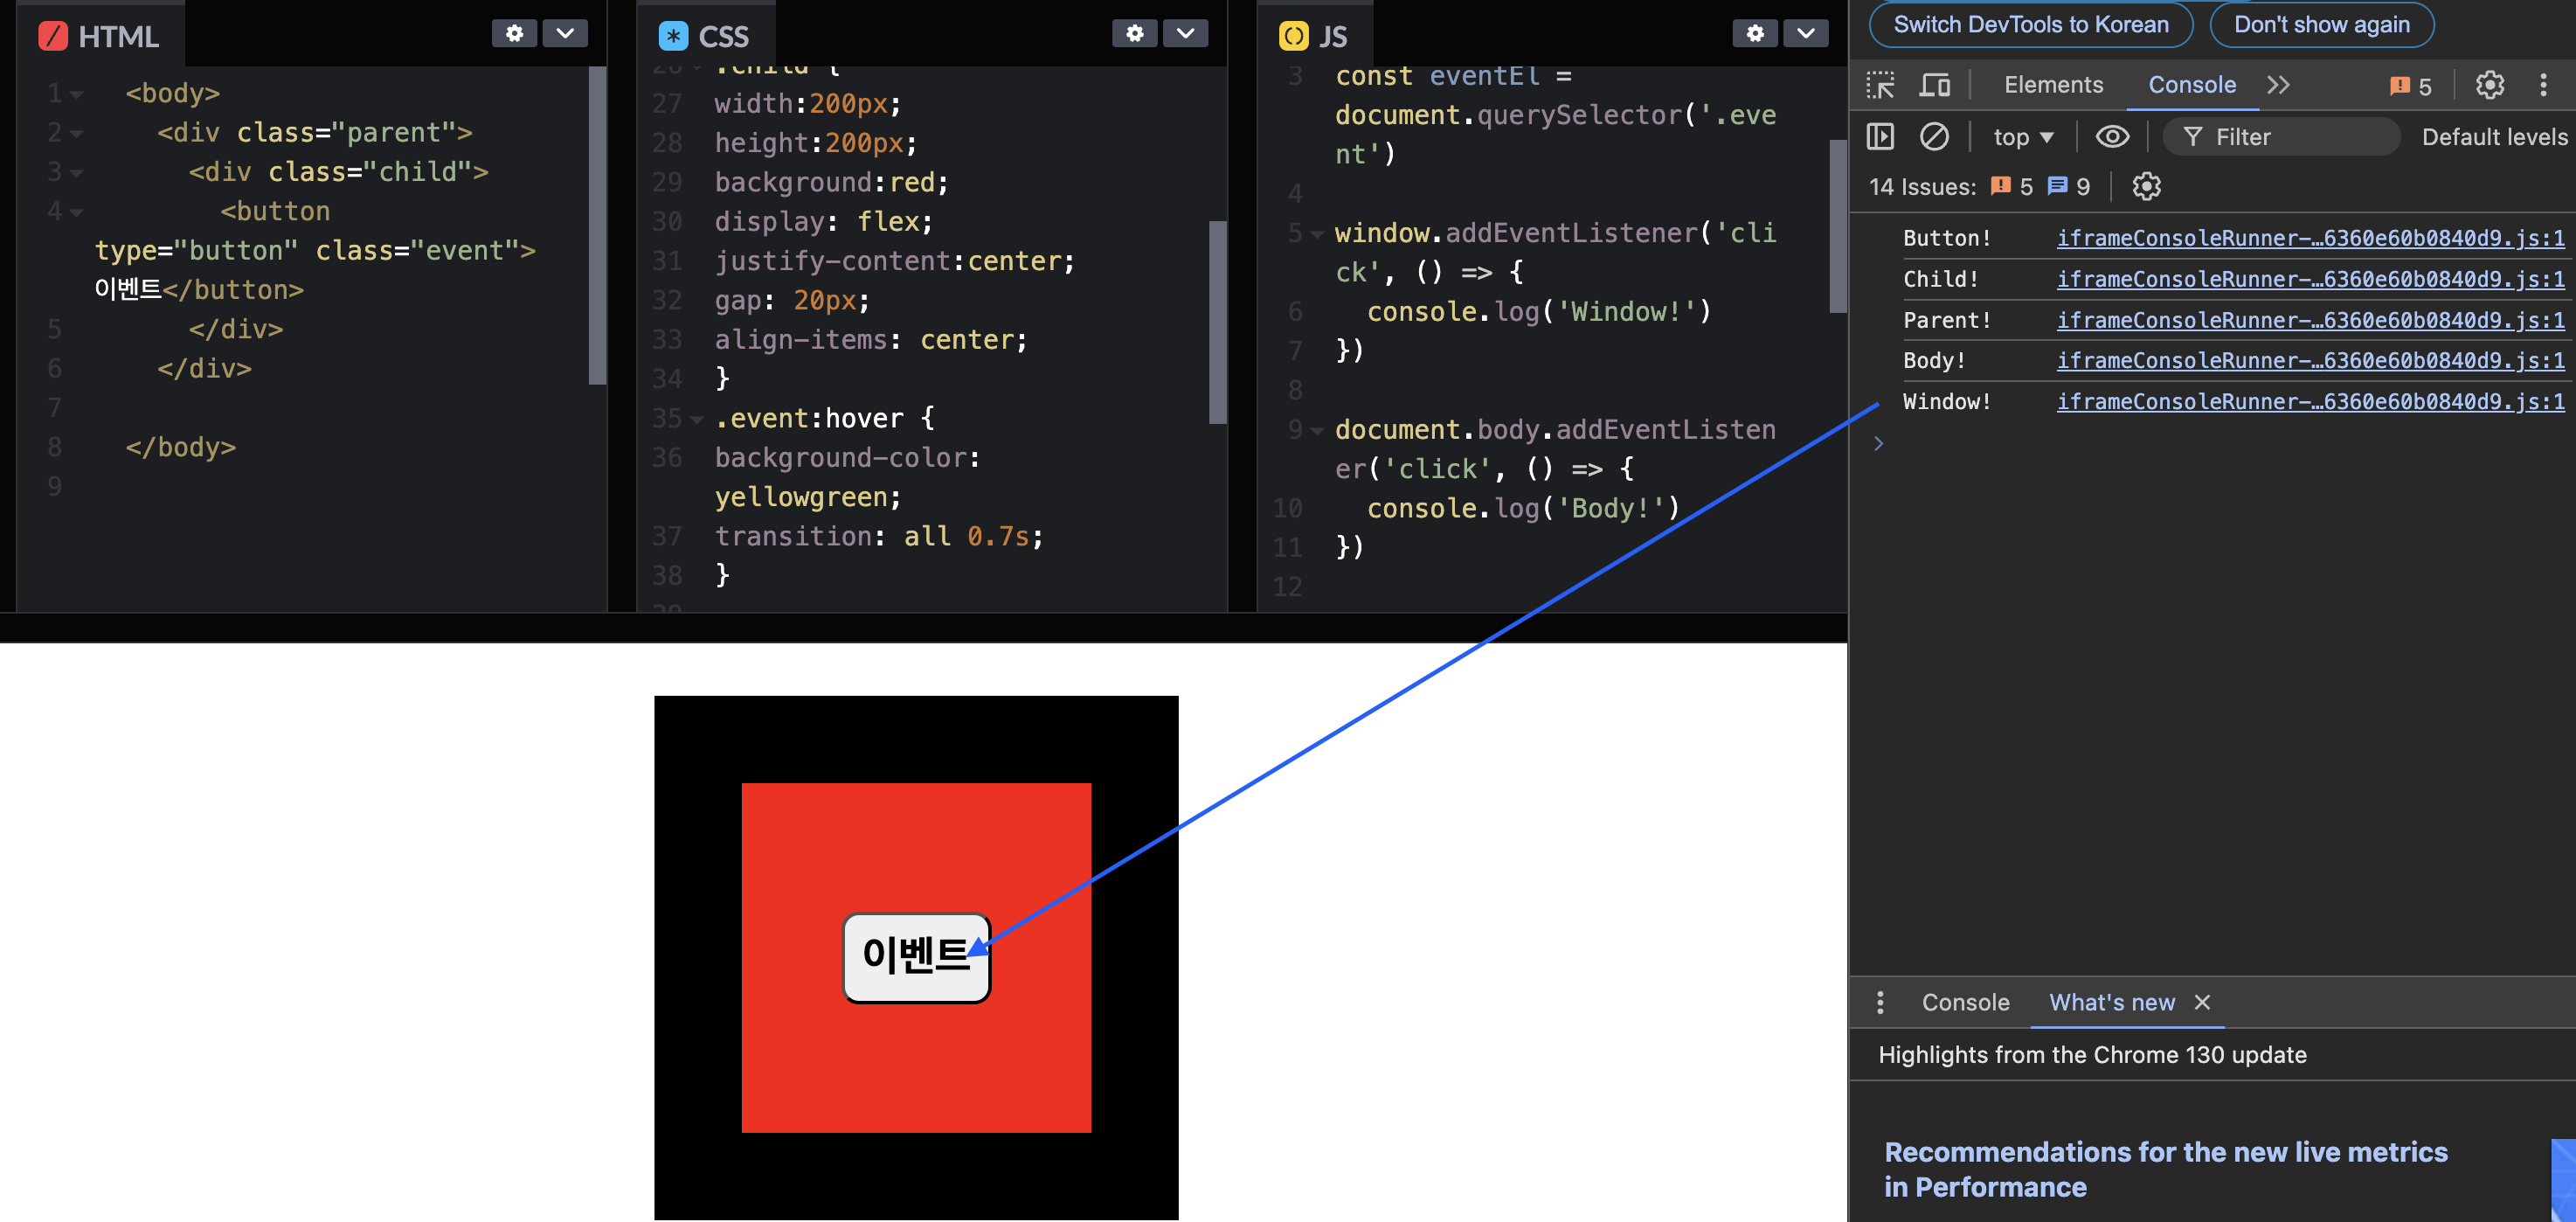 HTML
1 <body>
2 <div class="parent">
3 <div class="child">
4 <button
type="button" class="event">
이벤트</button>
5 </div>
6 </div>
7
8 </body>
9
CSS
.child {
27 width:200px;
28 height:200px;
29 background:red;
30 display: flex;
31 justify-content:center;
32 gap: 20px;
33 align-items: center;
34 }
35 .event:hover {
36 background-color:
yellowgreen;
37 transition: all 0.7s;
38 }
JS
3 const eventEl =
document.querySelector('.eve
nt')
4
5 window.addEventListener('cli
ck', () => {
6 console.log('Window!')
7 })
8
9 document.body.addEventListen
er('click', () => {
10 console.log('Body!')
11 })
12
이벤트
Switch DevTools to Korean Don't show again
Elements Console 5
top Filter Default levels
14 Issues: 5 9
Button! iframeConsoleRunner-…6360e60b0840d9.js:1
Child! iframeConsoleRunner-…6360e60b0840d9.js:1
Parent! iframeConsoleRunner-…6360e60b0840d9.js:1
Body! iframeConsoleRunner-…6360e60b0840d9.js:1
Window! iframeConsoleRunner-…6360e60b0840d9.js:1
Console What's new
Highlights from the Chrome 130 update
Recommendations for the new live metrics
in Performance